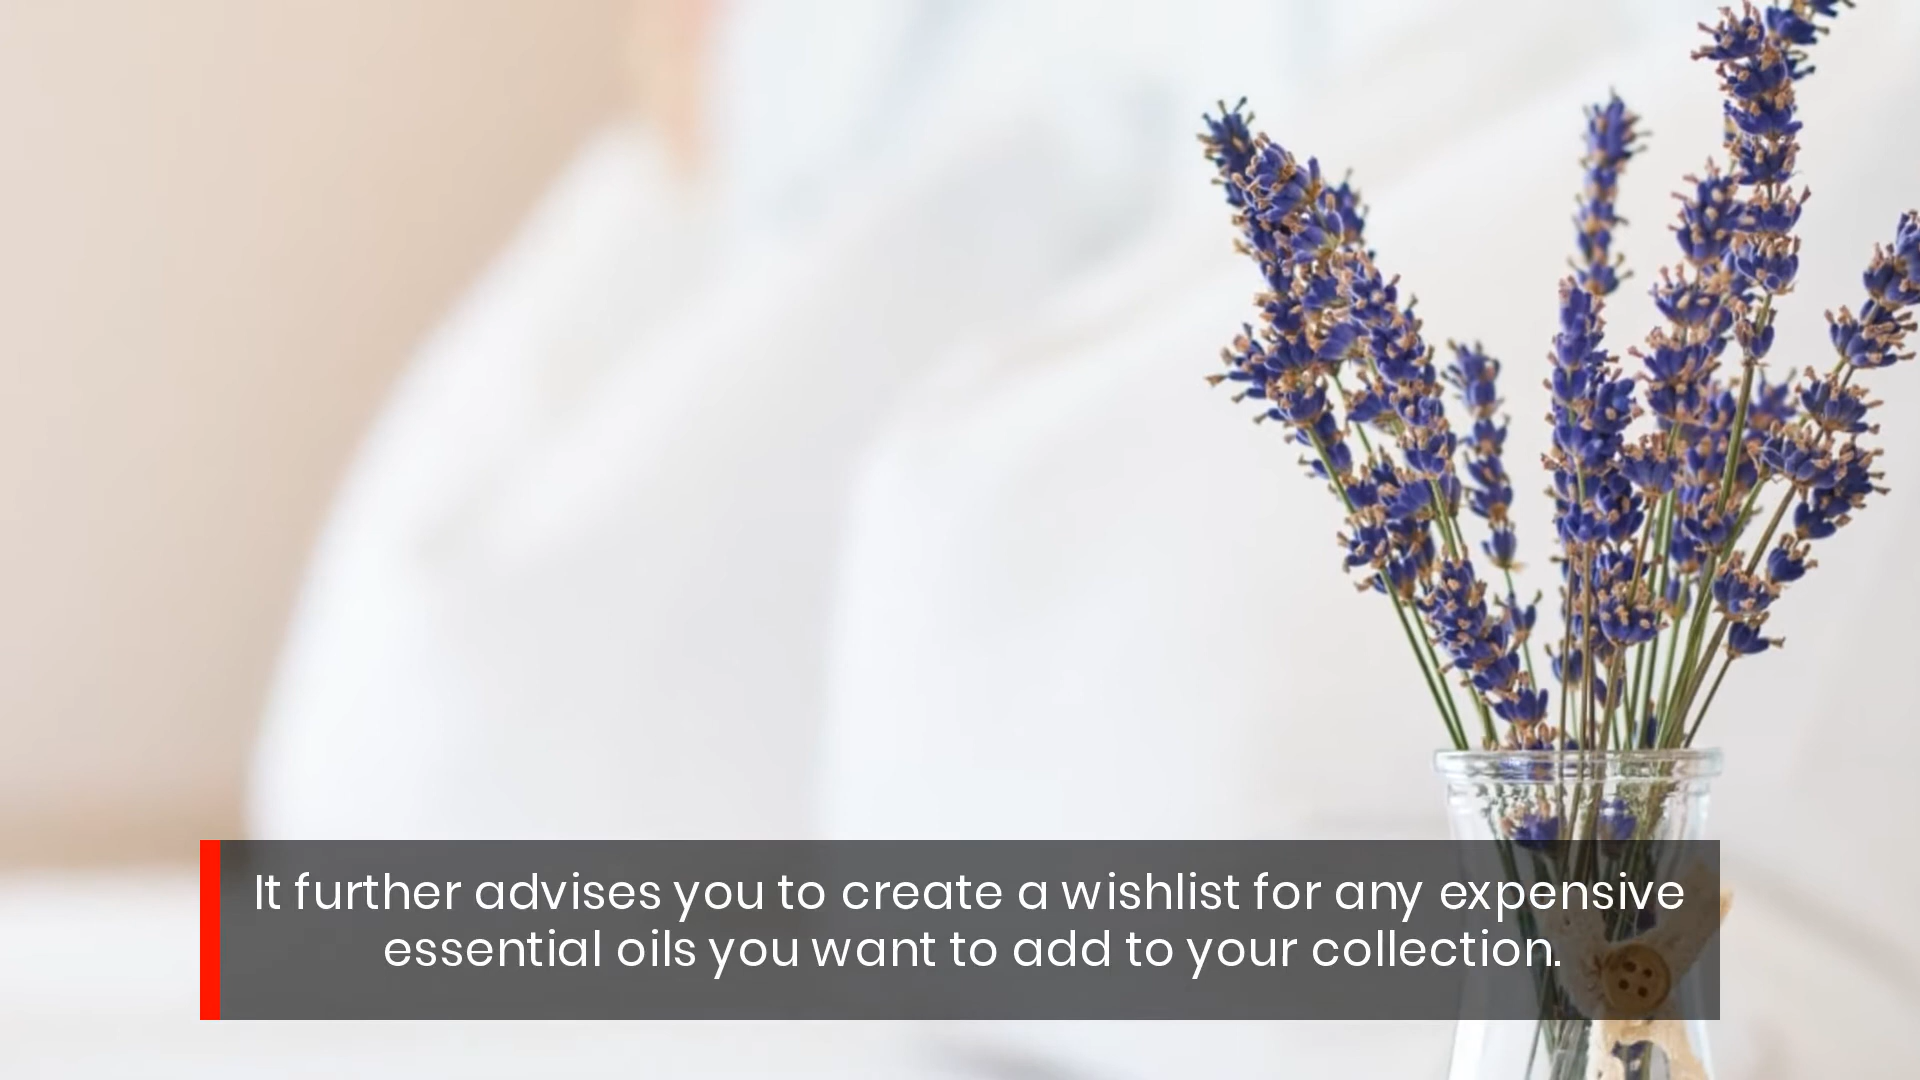 It further advises you to create a wishlist for any expensive
essential oils you want to add to your collection.